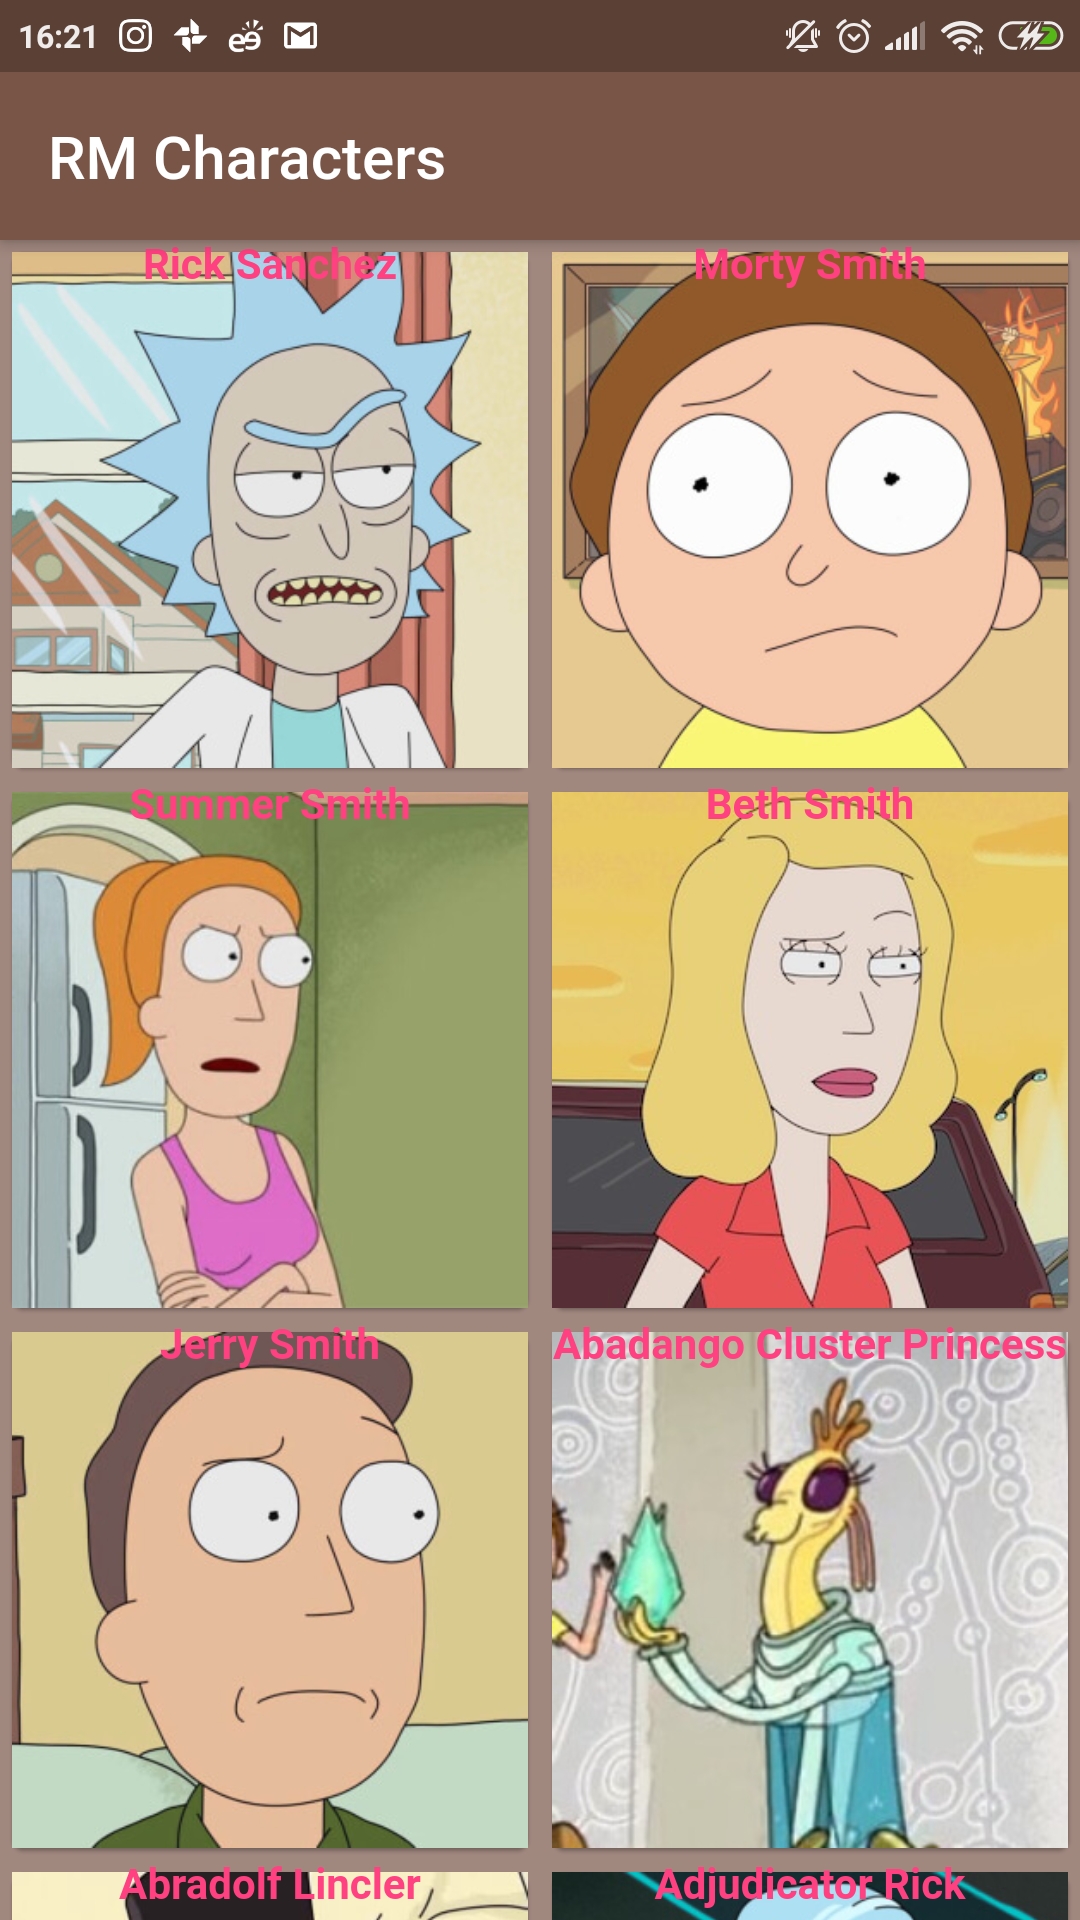 16:21
RM Characters
Rick Sanchez
Morty Smith
Summer Smith
Beth Smith
Jerry Smith
Abadango Cluster Princess
Abradolf Lincler
Adjudicator Rick